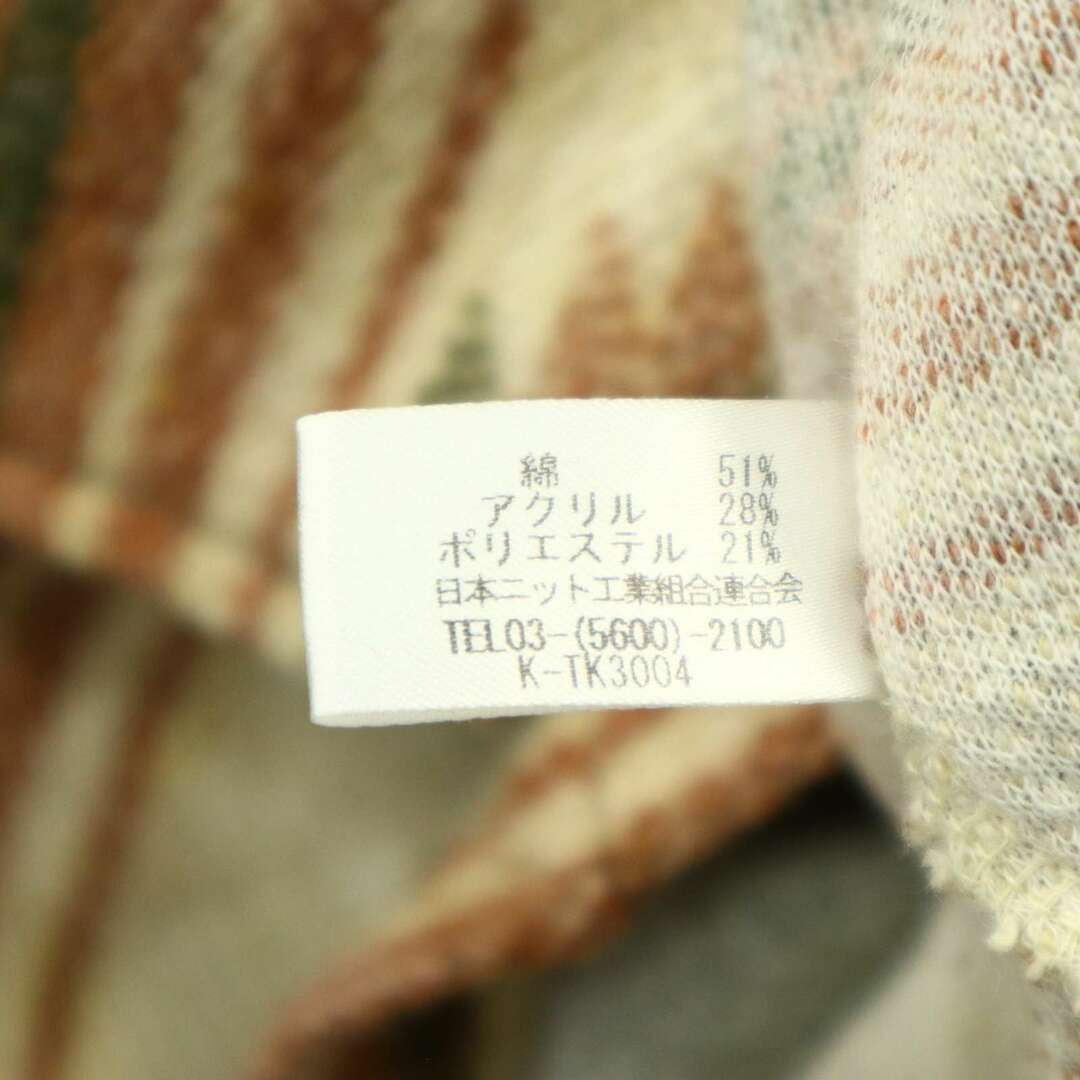 綿 51%
アクリル 28%
ポリエステル 21%
日本ニット工業組合連合会
TEL03-(5600)-2100
K-TK3004